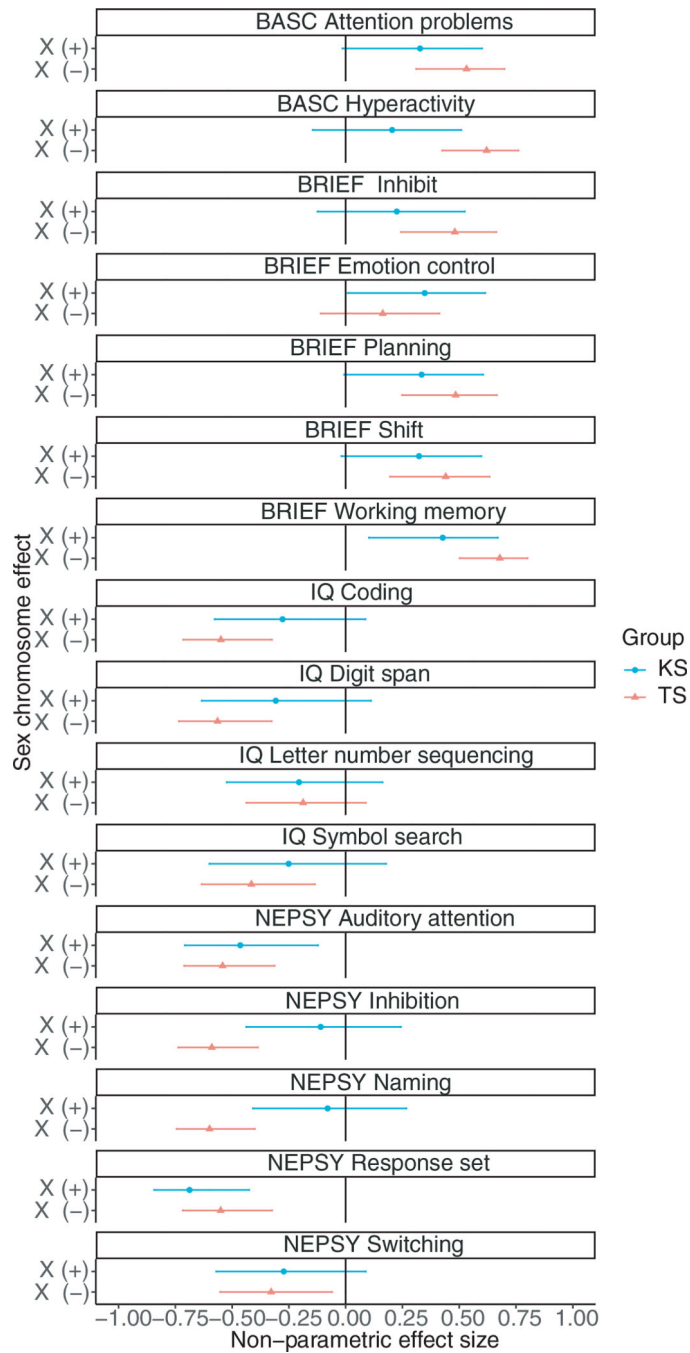 BASC Attention problems
X (+)
X (−)
BASC Hyperactivity
X (+)
X (−)
BRIEF Inhibit
X (+)
X (−)
BRIEF Emotion control
X (+)
X (−)
BRIEF Planning
X (+)
X (−)
BRIEF Shift
X (+)
X (−)
BRIEF Working memory
X (+)
X (−)
IQ Coding
X (+)
X (−)
IQ Digit span
X (+)
X (−)
IQ Letter number sequencing
X (+)
X (−)
IQ Symbol search
X (+)
X (−)
NEPSY Auditory attention
X (+)
X (−)
NEPSY Inhibition
X (+)
X (−)
NEPSY Naming
X (+)
X (−)
NEPSY Response set
X (+)
X (−)
NEPSY Switching
X (+)
X (−)
−1.00 −0.75 −0.50 −0.25 0.00 0.25 0.50 0.75 1.00
Non−parametric effect size
Sex chromosome effect
Group
KS
TS